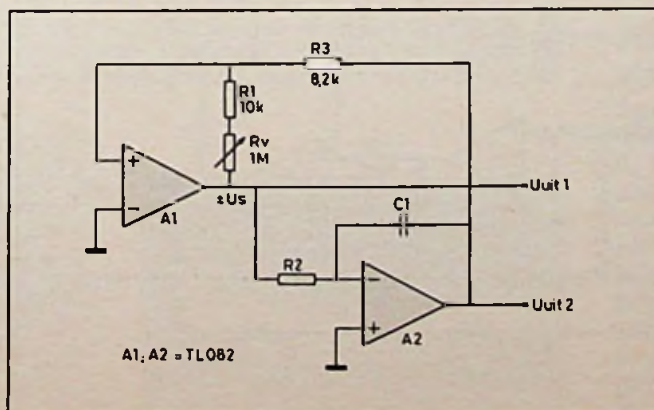 R3
8,2k
R1
10k
Rv
1M
+
-
A1
±Us
Uuit 1
C1
R2
-
+
A2
Uuit 2
A1; A2 = TL082